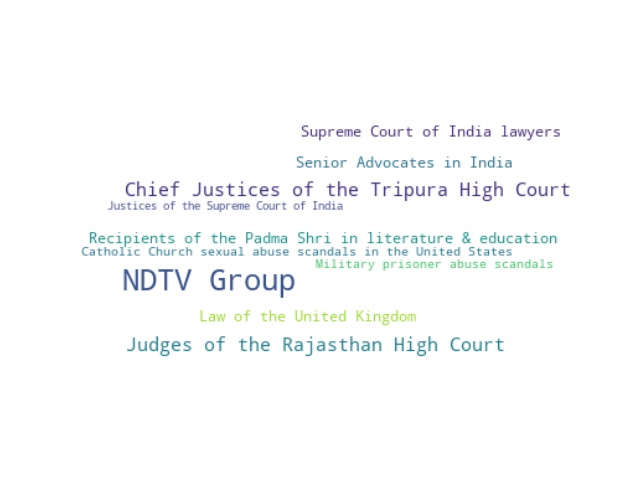 Supreme Court of India lawyers
Senior Advocates in India
Chief Justices of the Tripura High Court
Justices of the Supreme Court of India
Recipients of the Padma Shri in literature & education
Catholic Church sexual abuse scandals in the United States
Military prisoner abuse scandals
NDTV Group
Law of the United Kingdom
Judges of the Rajasthan High Court